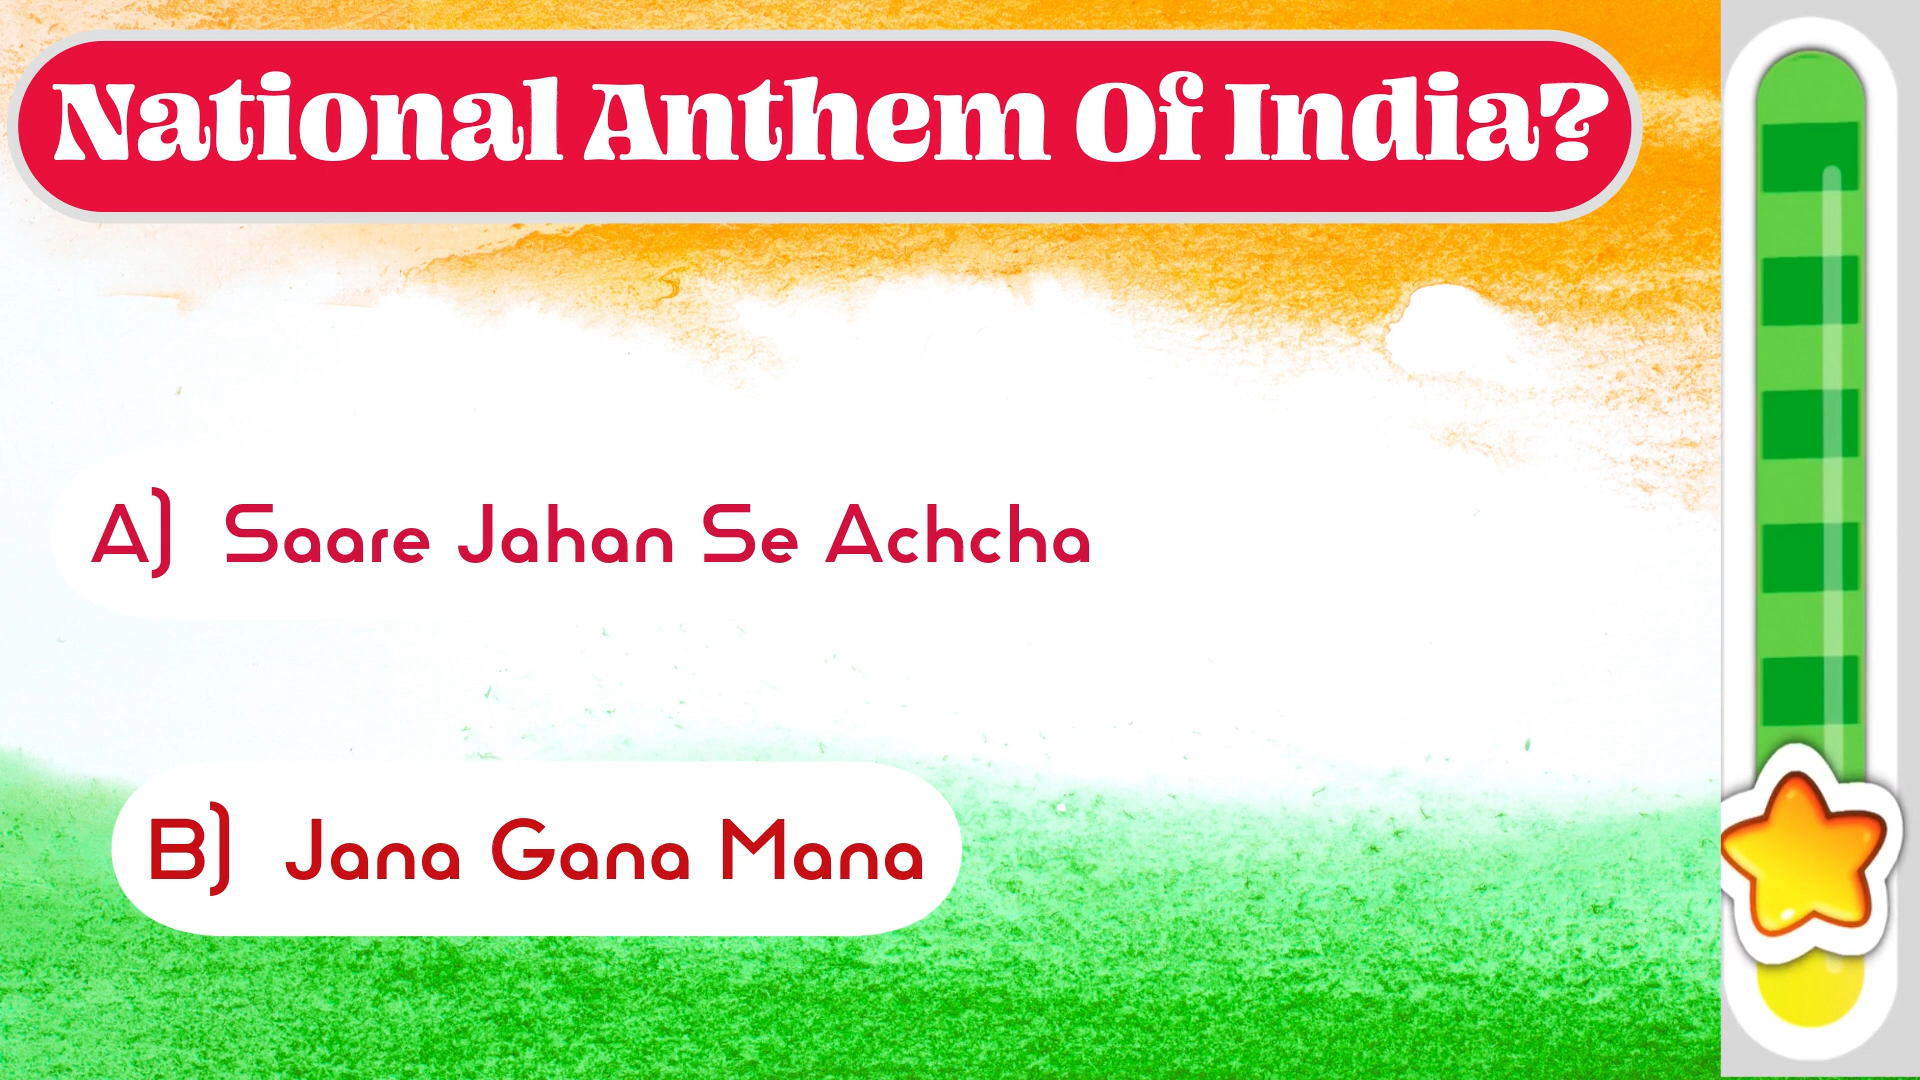 National Anthem Of India?
A) Saare Jahan Se Achcha
B) Jana Gana Mana